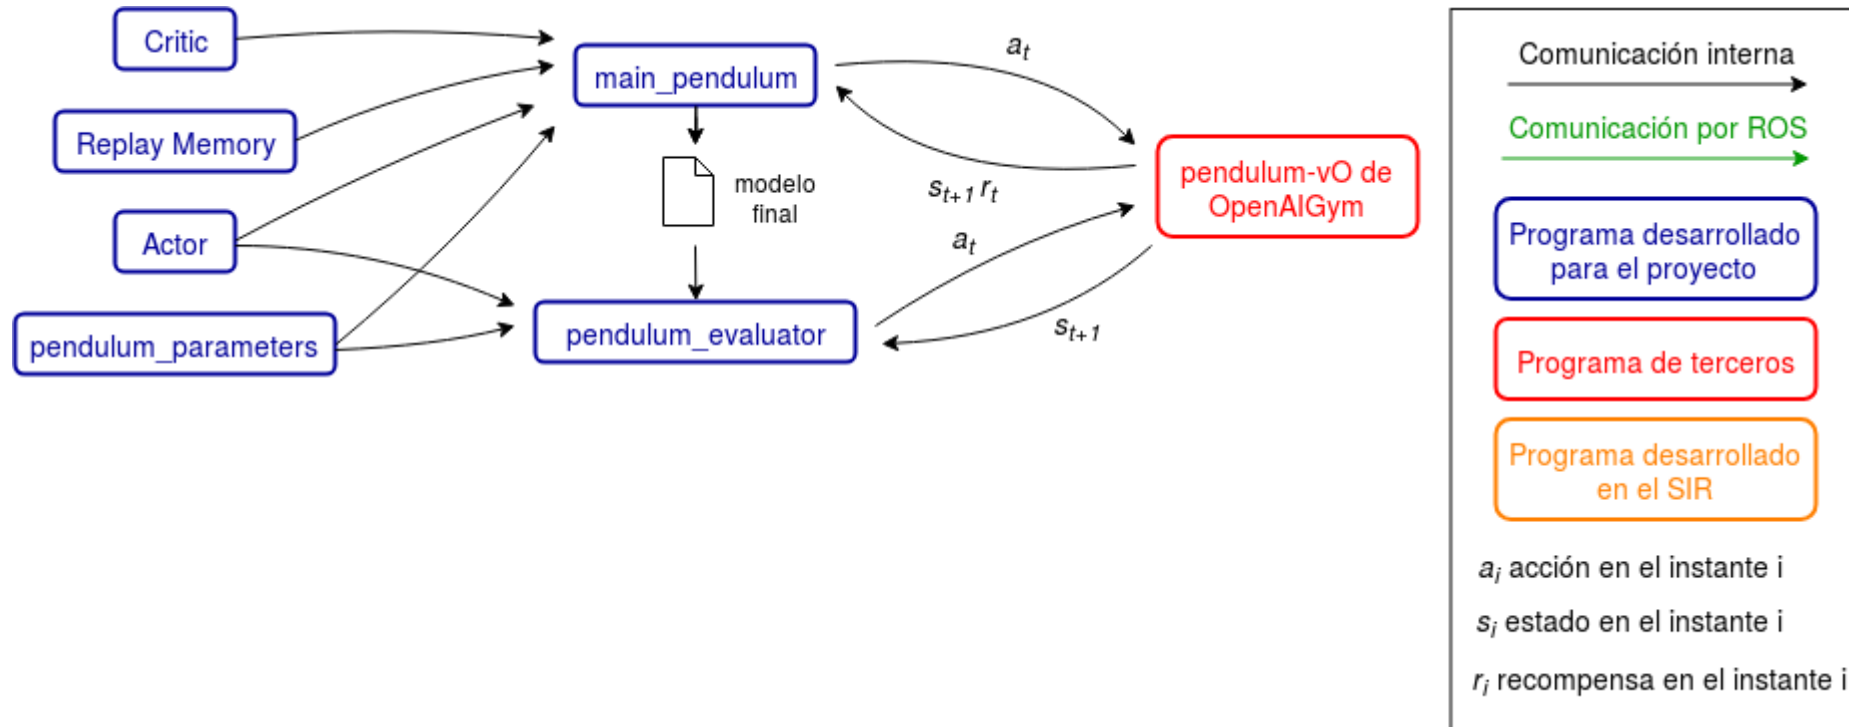 Critic
Replay Memory
Actor
pendulum_parameters
main_pendulum
modelo
final
pendulum_evaluator
a_t
s_{t+1} r_t
a_t
s_{t+1}
pendulum-vO de
OpenAIGym
Comunicación interna
Comunicación por ROS
Programa desarrollado
para el proyecto
Programa de terceros
Programa desarrollado
en el SIR
a_i acción en el instante i
s_i estado en el instante i
r_i recompensa en el instante i